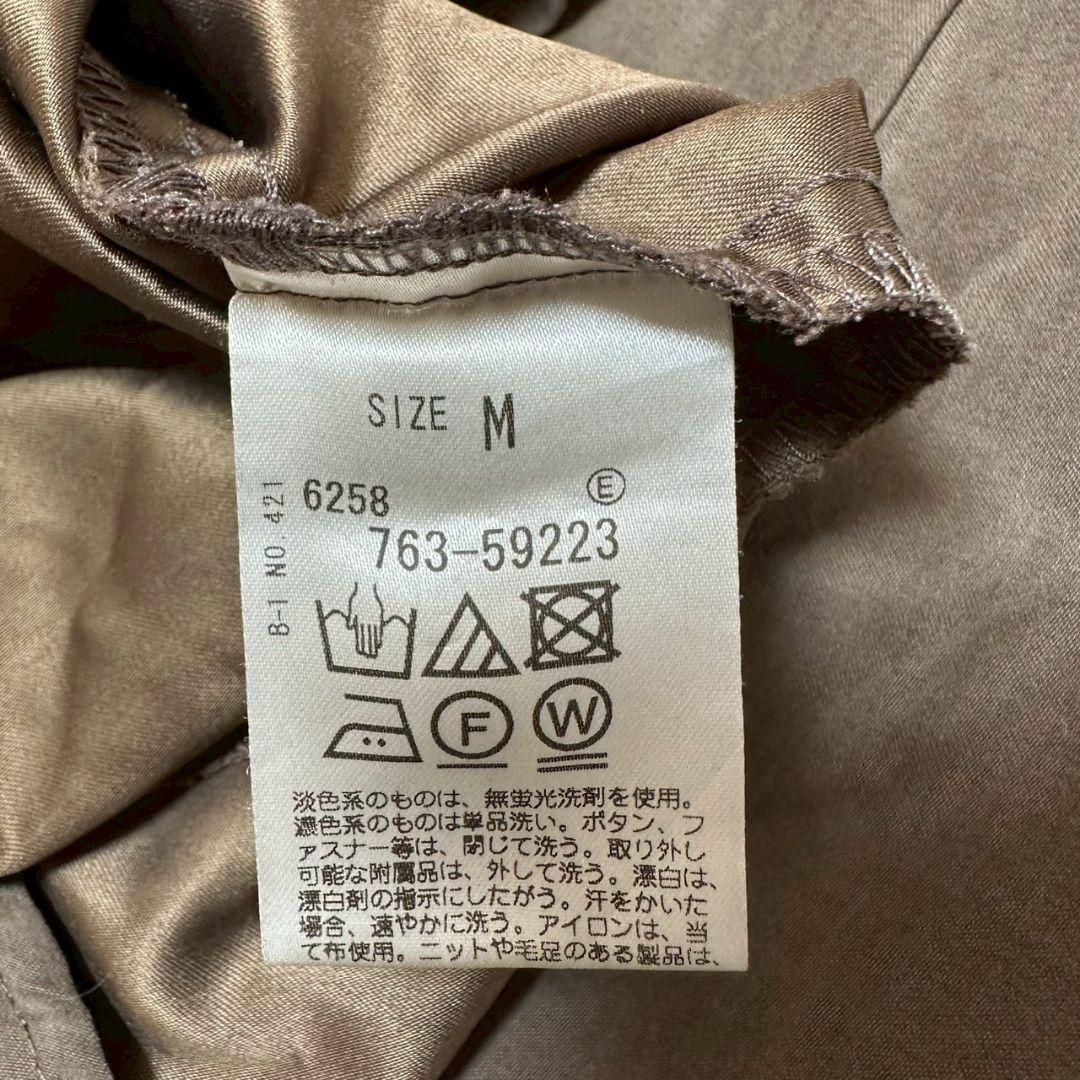 SIZE M
6258 Ⓔ
763-59223
B-1 NO. 421
F W
淡色系のものは、無蛍光洗剤を使用。
濃色系のものは単品洗い。ボタン、フ
ァスナー等は、閉じて洗う。取り外し
可能な附属品は、外して洗う。漂白は、
漂白剤の指示にしたがう。汗をかいた
場合、速やかに洗う。アイロンは、当
て布使用。ニットや毛足のある製品は、